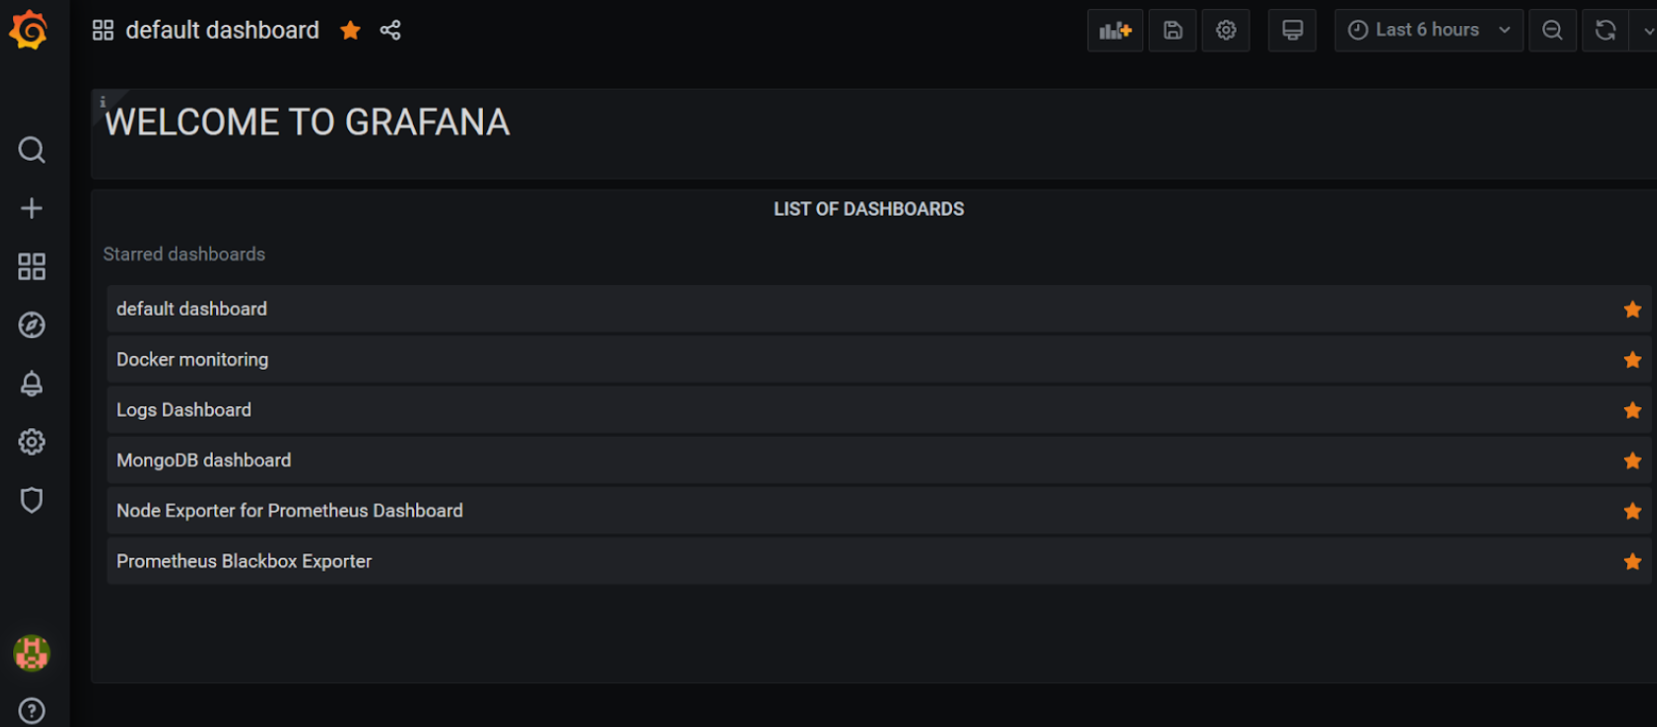 default dashboard
Last 6 hours
i
WELCOME TO GRAFANA
LIST OF DASHBOARDS
Starred dashboards
default dashboard
Docker monitoring
Logs Dashboard
MongoDB dashboard
Node Exporter for Prometheus Dashboard
Prometheus Blackbox Exporter
?